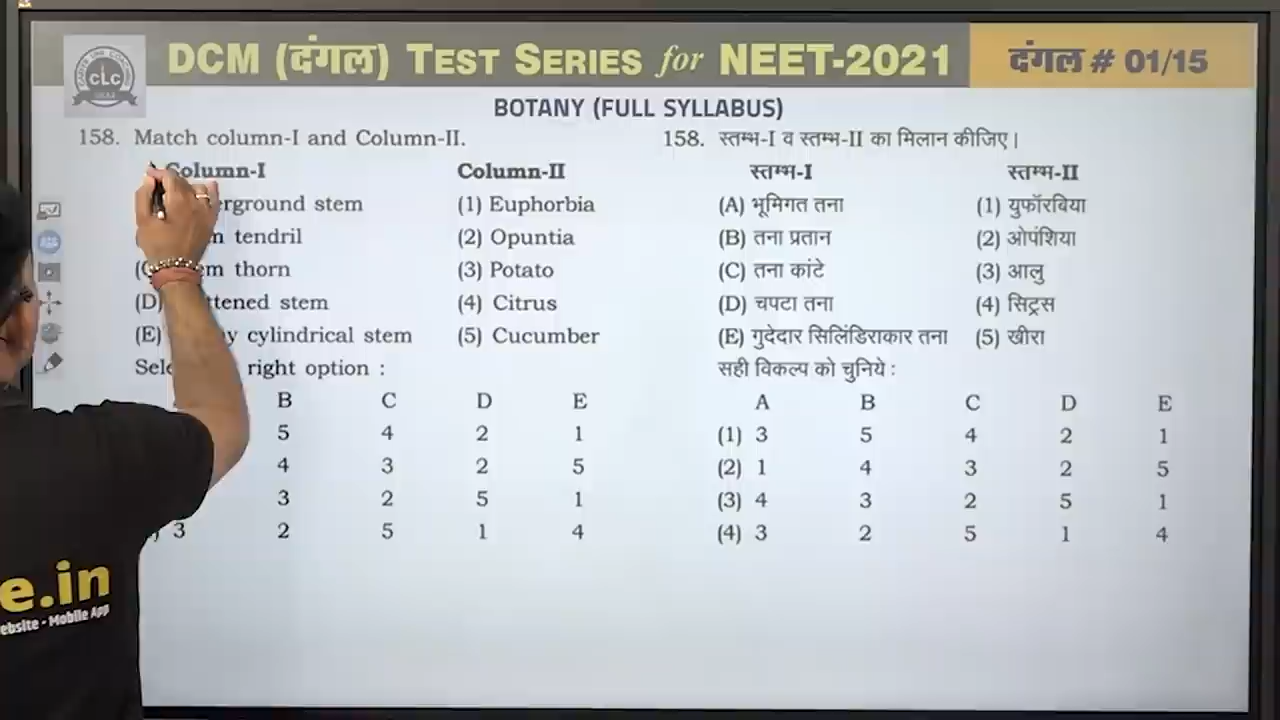 DCM (दंगल) TEST SERIES for NEET-2021
दंगल # 01/15
CLC
BOTANY (FULL SYLLABUS)
158. Match column-I and Column-II.
Column-I Column-II
erground stem (1) Euphorbia
tendril (2) Opuntia
thorn (3) Potato
(D) ttened stem (4) Citrus
(E) y cylindrical stem (5) Cucumber
right option :
B C D E
5 4 2 1
4 3 2 5
3 2 5 1
3 2 5 1 4
158. स्तम्भ-I व स्तम्भ-II का मिलान कीजिए।
स्तम्भ-I स्तम्भ-II
(A) भूमिगत तना (1) युफॉरबिया
(B) तना प्रतान (2) ओपंशिया
(C) तना कांटे (3) आलु
(D) चपटा तना (4) सिट्रस
(E) गुदेदार सिलिंडिराकार तना (5) खीरा
सही विकल्प को चुनिये :
A B C D E
(1) 3 5 4 2 1
(2) 1 4 3 2 5
(3) 4 3 2 5 1
(4) 3 2 5 1 4
e.in
ebsite - Mobile App